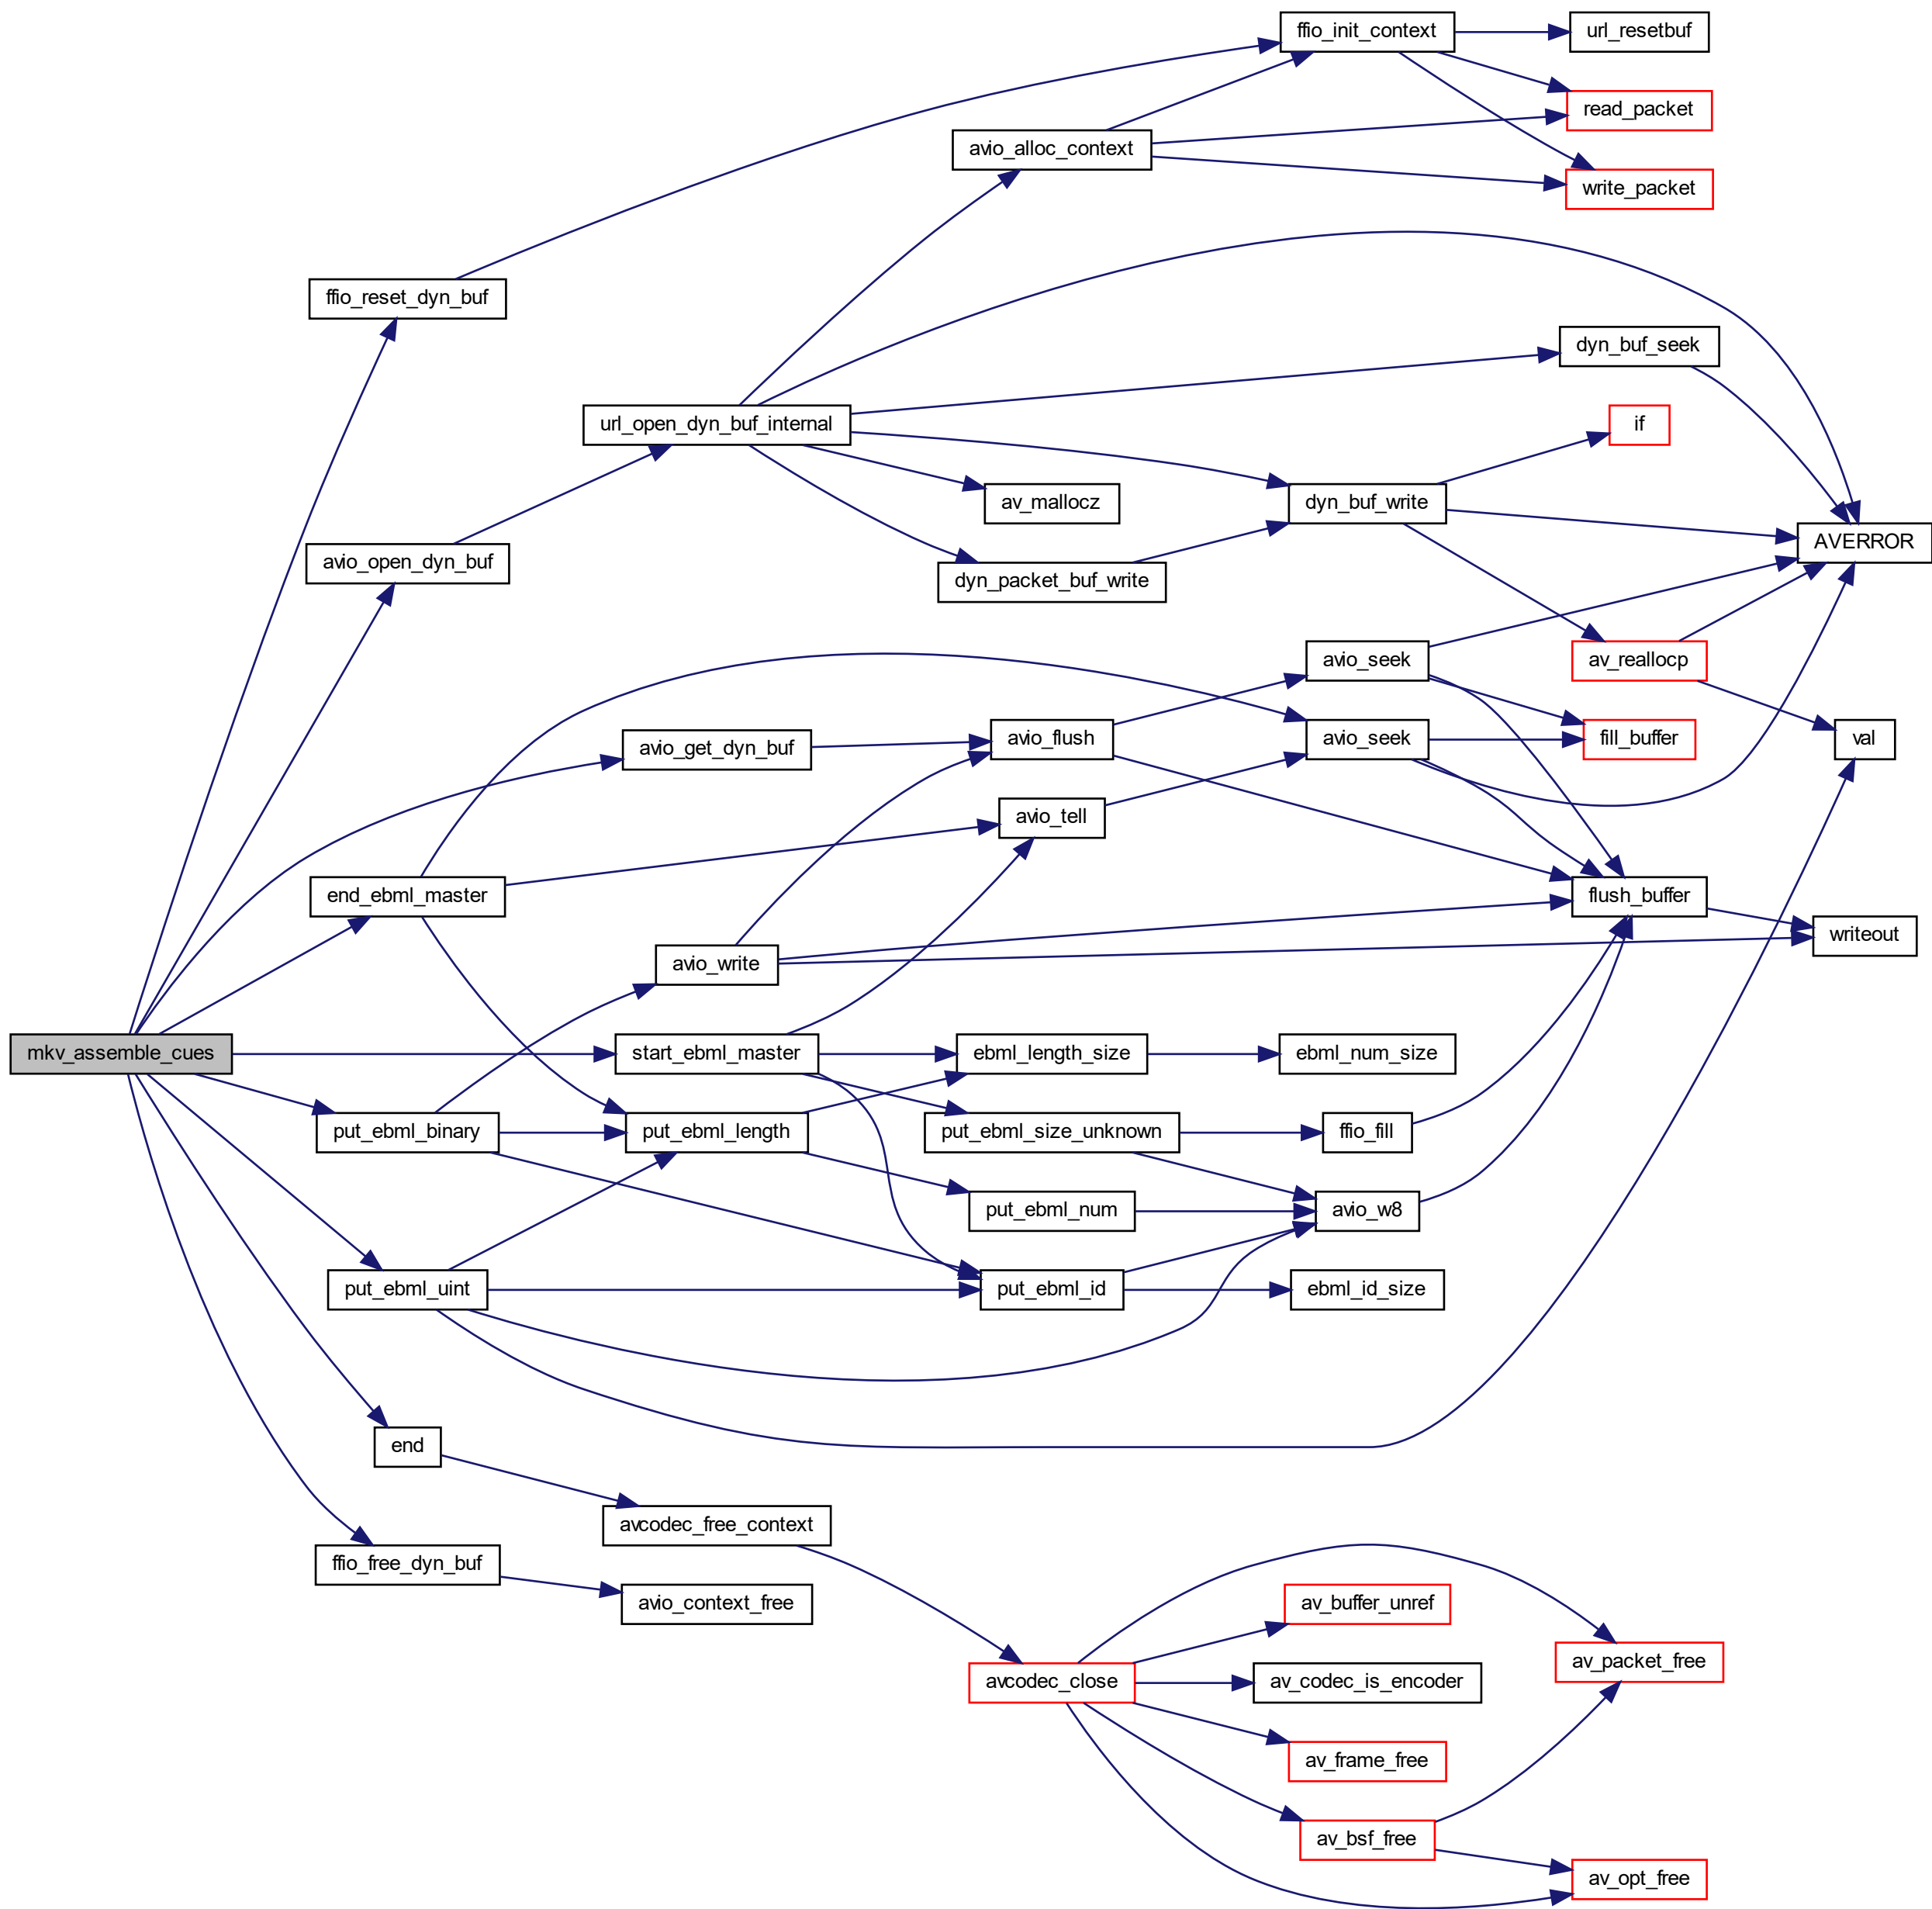 ffio_init_context
url_resetbuf
read_packet
avio_alloc_context
write_packet
ffio_reset_dyn_buf
dyn_buf_seek
url_open_dyn_buf_internal
if
av_mallocz
dyn_buf_write
AVERROR
avio_open_dyn_buf
dyn_packet_buf_write
avio_seek
av_reallocp
avio_get_dyn_buf
avio_flush
avio_seek
fill_buffer
val
avio_tell
end_ebml_master
flush_buffer
writeout
avio_write
mkv_assemble_cues
start_ebml_master
ebml_length_size
ebml_num_size
put_ebml_binary
put_ebml_length
put_ebml_size_unknown
ffio_fill
put_ebml_num
avio_w8
put_ebml_uint
put_ebml_id
ebml_id_size
end
avcodec_free_context
ffio_free_dyn_buf
avio_context_free
av_buffer_unref
av_packet_free
avcodec_close
av_codec_is_encoder
av_frame_free
av_bsf_free
av_opt_free